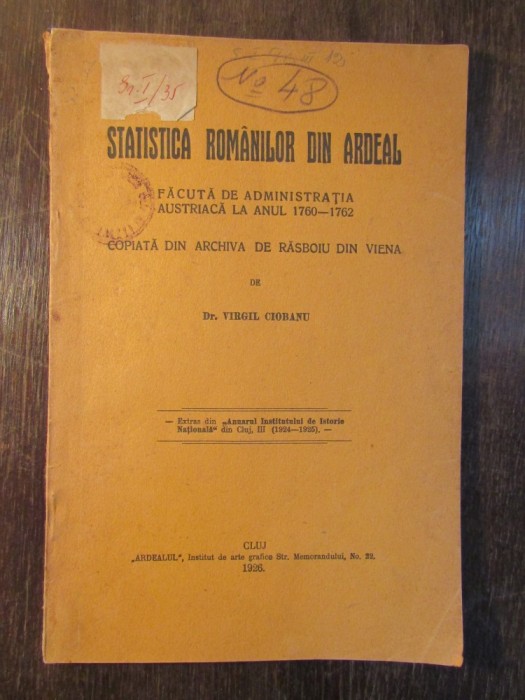 Nº 48
Sn. I/35
STATISTICA ROMÂNILOR DIN ARDEAL
FĂCUTĂ DE ADMINISTRAȚIA
AUSTRIACĂ LA ANUL 1760—1762
COPIATĂ DIN ARCHIVA DE RĂSBOIU DIN VIENA
DE
Dr. VIRGIL CIOBANU
— Extras din „Anuarul Institutului de Istorie
Națională“ din Cluj, III (1924—1925). —
CLUJ
„ARDEALUL“, Institut de arte grafice Str. Memorandului, No. 22.
1926.